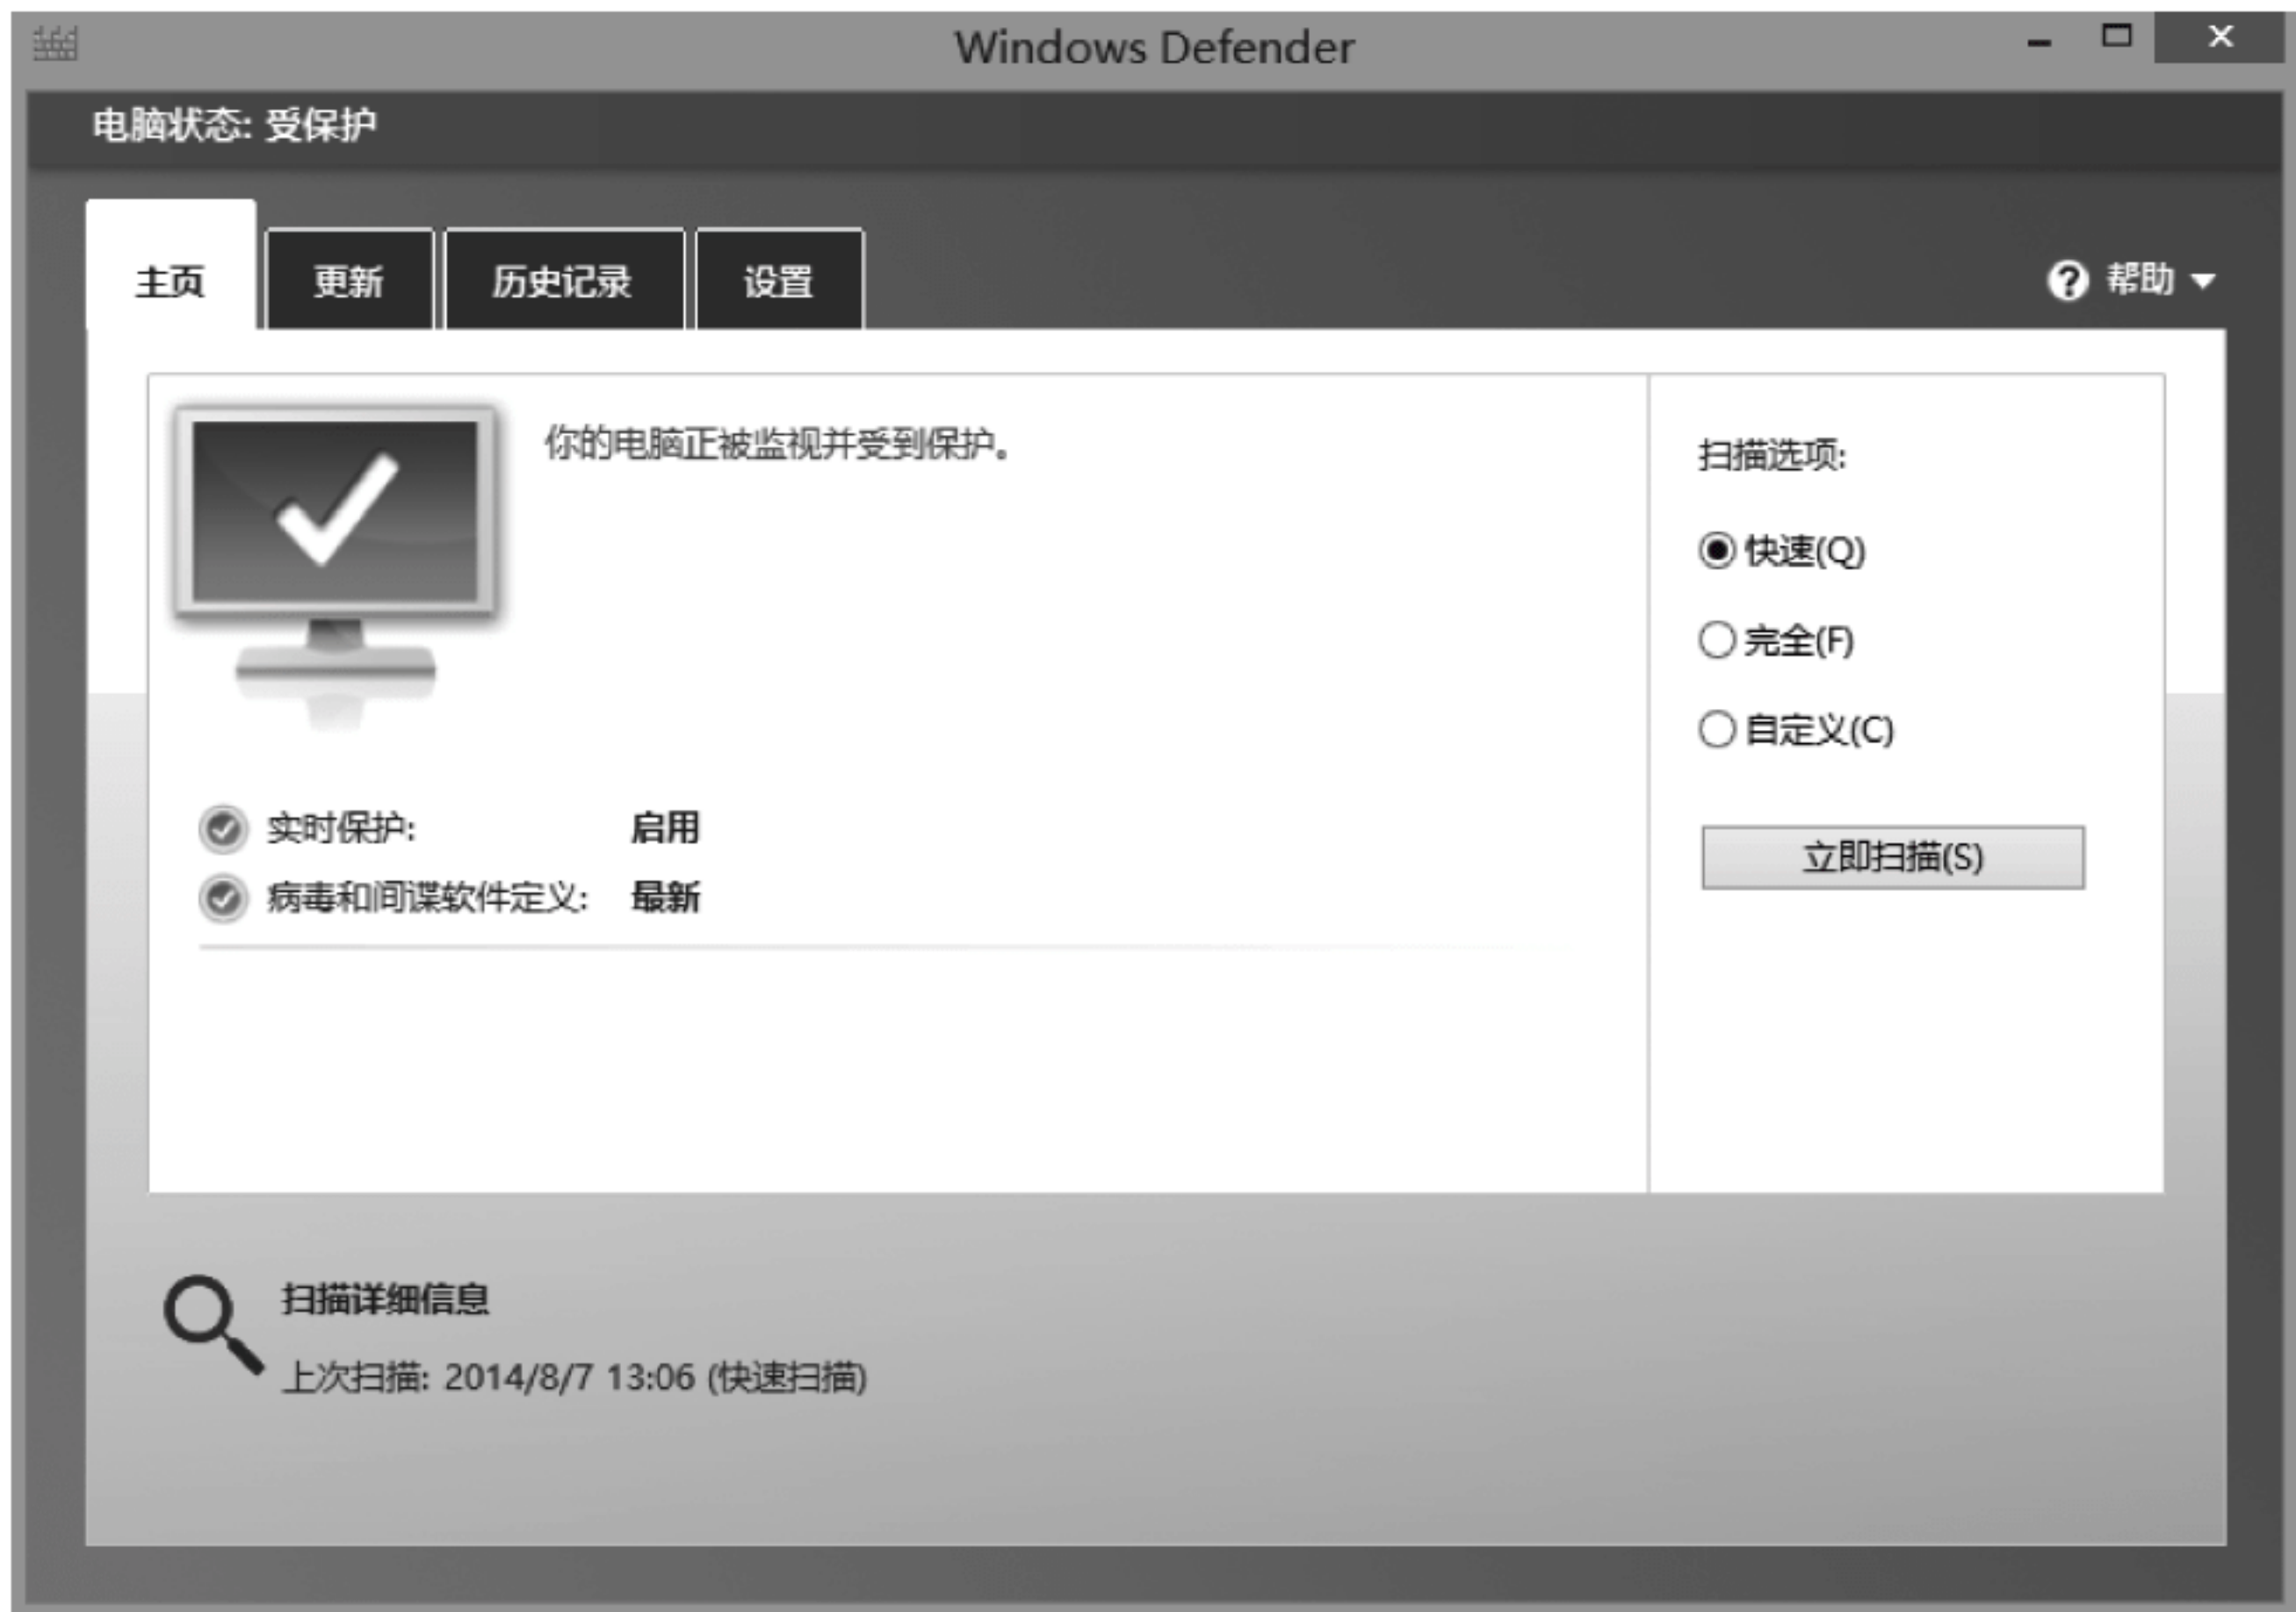 Windows Defender
电脑状态: 受保护
主页 更新 历史记录 设置 帮助
你的电脑正被监视并受到保护。
实时保护: 启用
病毒和间谍软件定义: 最新
扫描选项:
快速(Q)
完全(F)
自定义(C)
立即扫描(S)
扫描详细信息
上次扫描: 2014/8/7 13:06 (快速扫描)